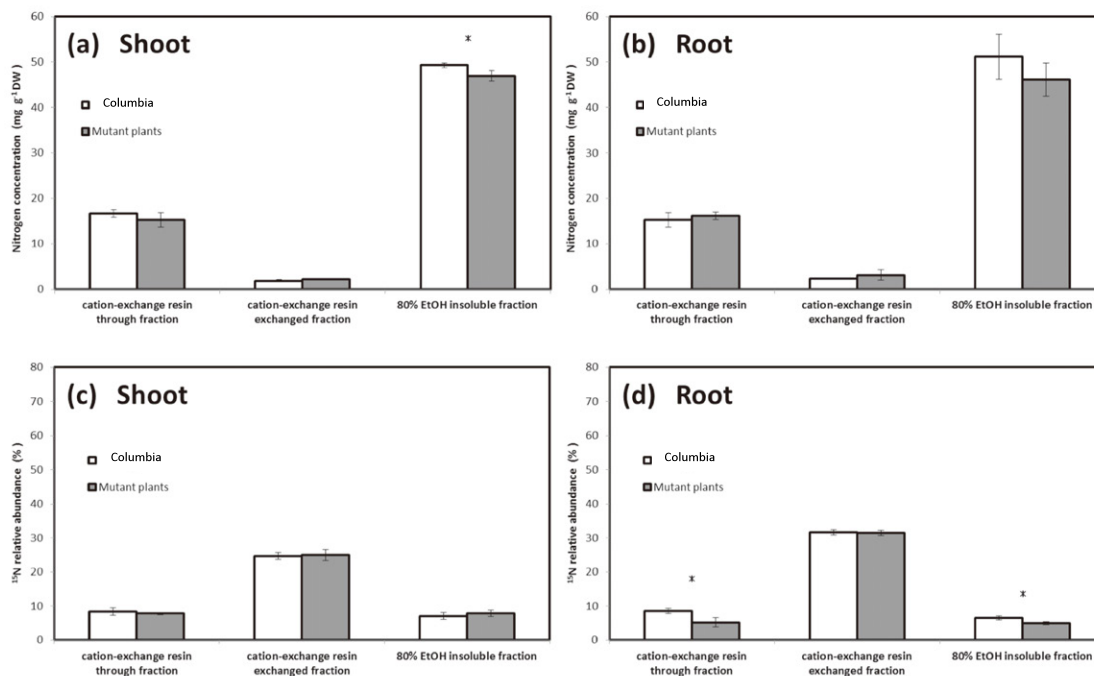 (a) Shoot
Nitrogen concentration (mg g-1DW)
60
50
40
30
20
10
0
Columbia
Mutant plants
*
cation-exchange resin
through fraction
cation-exchange resin
exchanged fraction
80% EtOH insoluble fraction
(b) Root
Nitrogen concentration (mg g-1DW)
60
50
40
30
20
10
0
Columbia
Mutant plants
cation-exchange resin
through fraction
cation-exchange resin
exchanged fraction
80% EtOH insoluble fraction
(c) Shoot
15N relative abundance (%)
80
70
60
50
40
30
20
10
0
Columbia
Mutant plants
cation-exchange resin
through fraction
cation-exchange resin
exchanged fraction
80% EtOH insoluble fraction
(d) Root
15N relative abundance (%)
80
70
60
50
40
30
20
10
0
Columbia
Mutant plants
*
*
cation-exchange resin
through fraction
cation-exchange resin
exchanged fraction
80% EtOH insoluble fraction